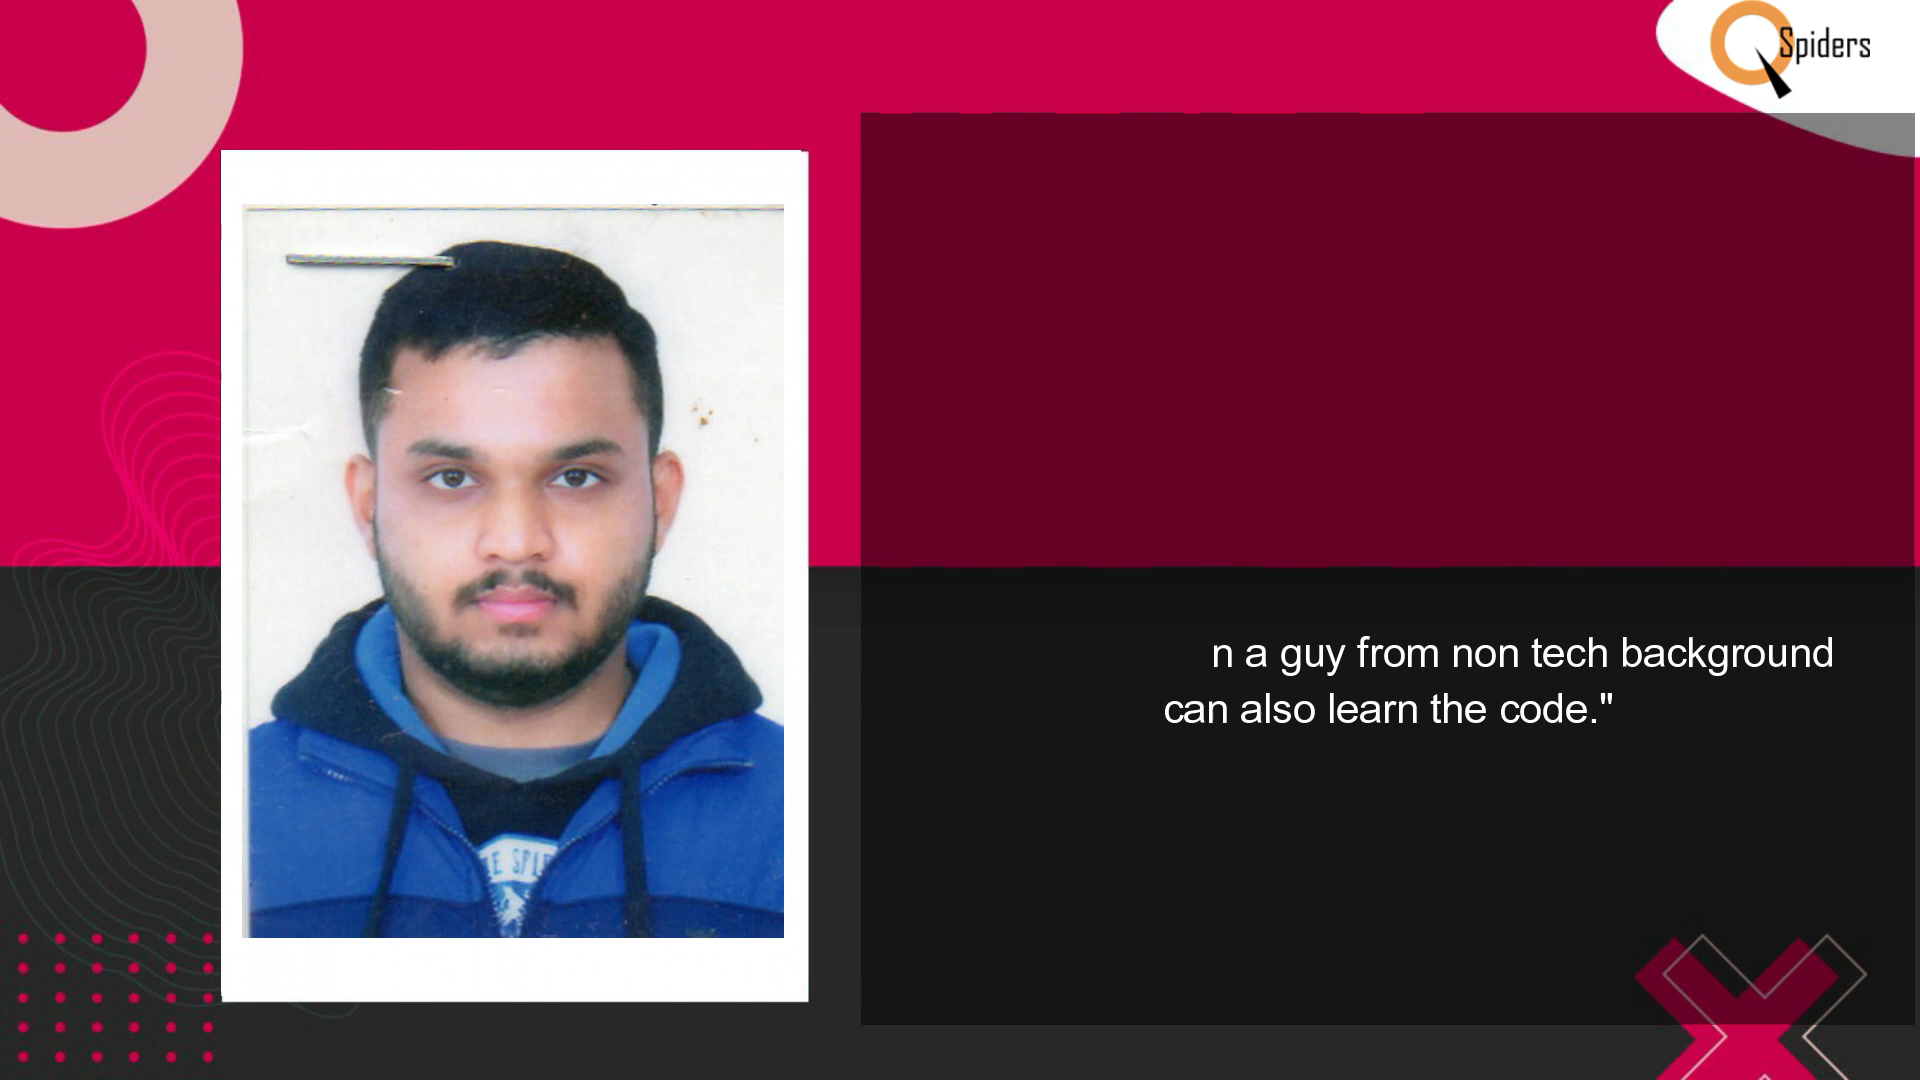 Spiders
n a guy from non tech background
can also learn the code."